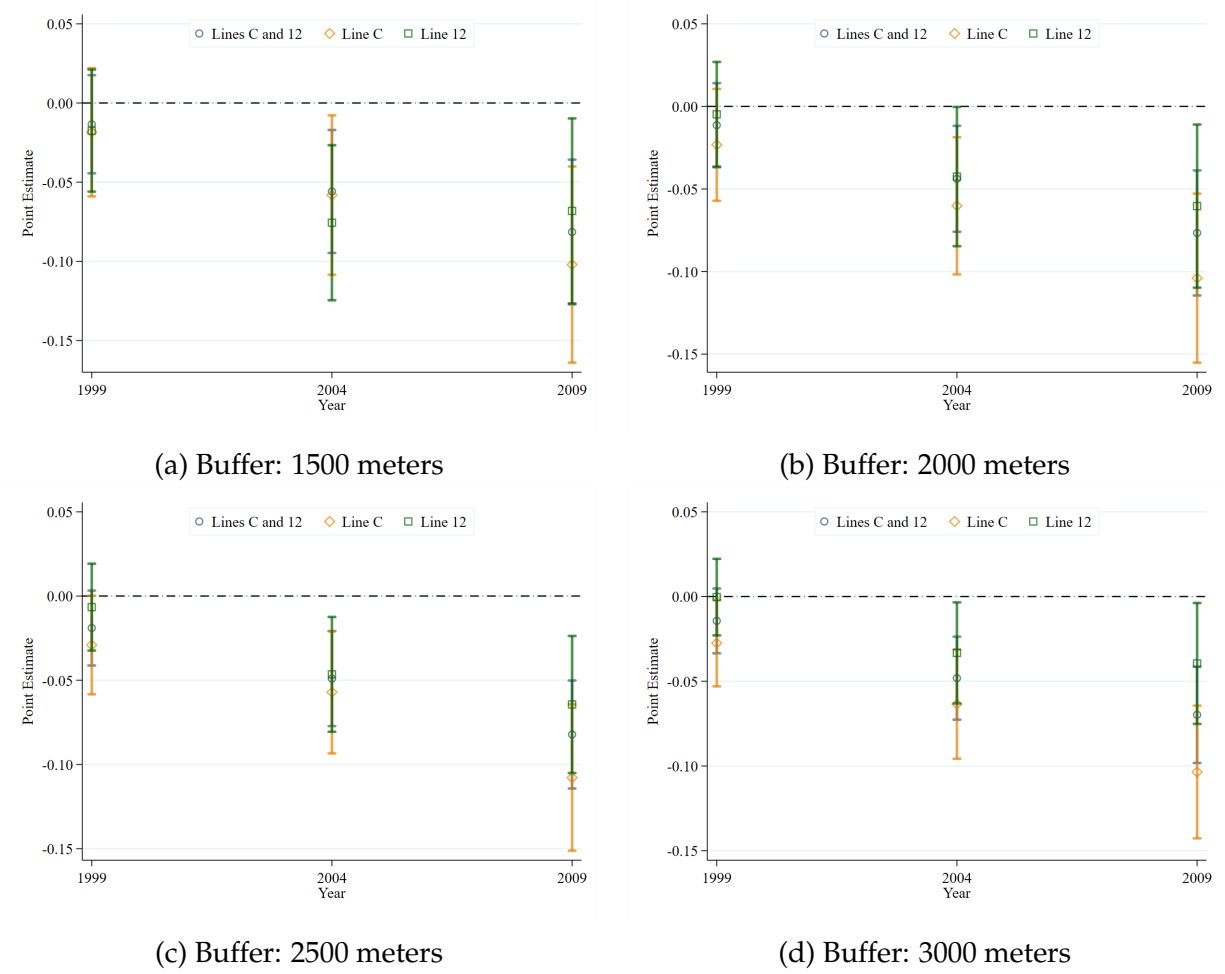 0.05
0.00
-0.05
-0.10
-0.15
Point Estimate
Lines C and 12 Line C Line 12
1999 2004 2009
Year
(a) Buffer: 1500 meters
0.05
0.00
-0.05
-0.10
-0.15
Point Estimate
Lines C and 12 Line C Line 12
1999 2004 2009
Year
(b) Buffer: 2000 meters
0.05
0.00
-0.05
-0.10
-0.15
Point Estimate
Lines C and 12 Line C Line 12
1999 2004 2009
Year
(c) Buffer: 2500 meters
0.05
0.00
-0.05
-0.10
-0.15
Point Estimate
Lines C and 12 Line C Line 12
1999 2004 2009
Year
(d) Buffer: 3000 meters